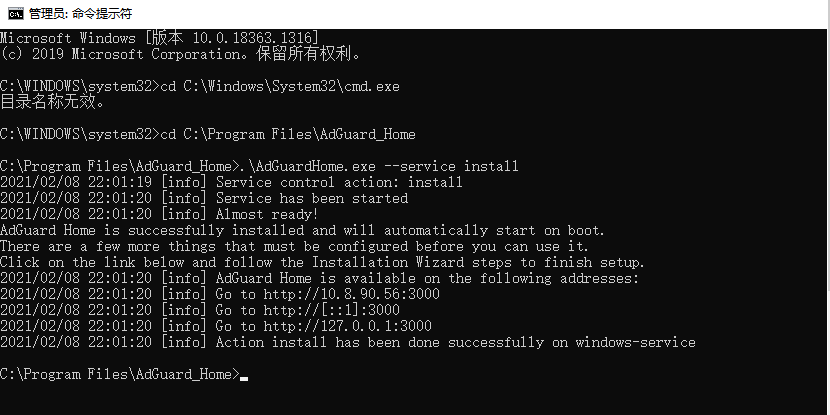 管理员: 命令提示符
Microsoft Windows [版本 10.0.18363.1316]
(c) 2019 Microsoft Corporation。保留所有权利。
C:\WINDOWS\system32>cd C:\Windows\System32\cmd.exe
目录名称无效。
C:\WINDOWS\system32>cd C:\Program Files\AdGuard_Home
C:\Program Files\AdGuard_Home>.\AdGuardHome.exe --service install
2021/02/08 22:01:19 [info] Service control action: install
2021/02/08 22:01:20 [info] Service has been started
2021/02/08 22:01:20 [info] Almost ready!
AdGuard Home is successfully installed and will automatically start on boot.
There are a few more things that must be configured before you can use it.
Click on the link below and follow the Installation Wizard steps to finish setup.
2021/02/08 22:01:20 [info] AdGuard Home is available on the following addresses:
2021/02/08 22:01:20 [info] Go to http://10.8.90.56:3000
2021/02/08 22:01:20 [info] Go to http://[::1]:3000
2021/02/08 22:01:20 [info] Go to http://127.0.0.1:3000
2021/02/08 22:01:20 [info] Action install has been done successfully on windows-service
C:\Program Files\AdGuard_Home>